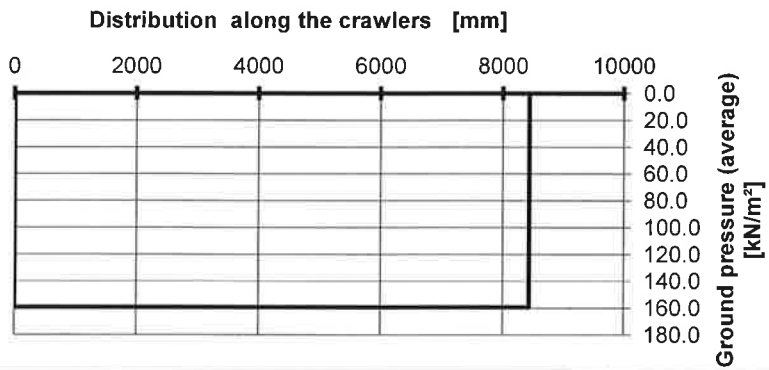 Distribution along the crawlers [mm]
0 2000 4000 6000 8000 10000
0.0
20.0
40.0
60.0
80.0
100.0
120.0
140.0
160.0
180.0
Ground pressure (average)
[kN/m²]